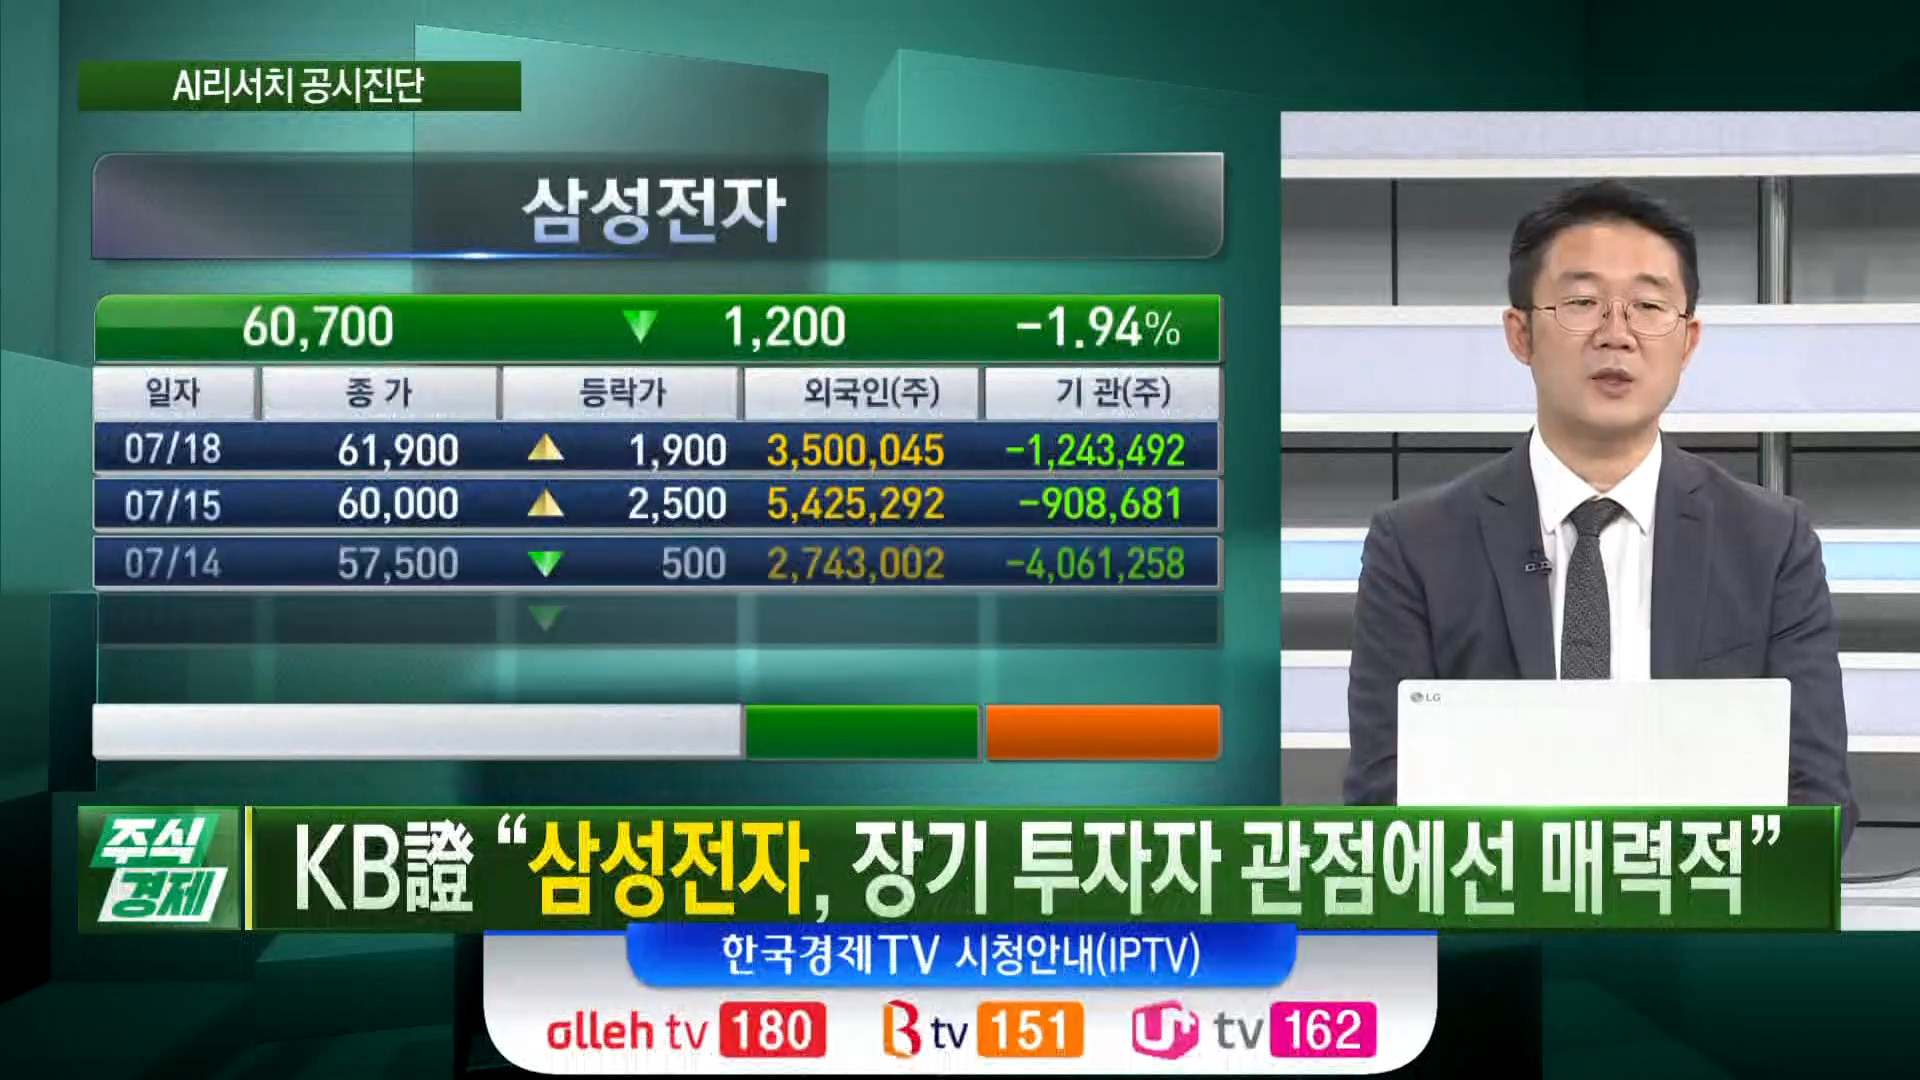 AI리서치 공시진단
삼성전자
60,700 ▼ 1,200 -1.94%
일자 종 가 등락가 외국인(주) 기 관(주)
07/18 61,900 ▲ 1,900 3,500,045 -1,243,492
07/15 60,000 ▲ 2,500 5,425,292 -908,681
07/14 57,500 ▼ 500 2,743,002 -4,061,258
▼
LG
주식
경제
KB證 “삼성전자, 장기 투자자 관점에선 매력적”
한국경제TV 시청안내(IPTV)
olleh tv 180 B tv 151 U+ tv 162